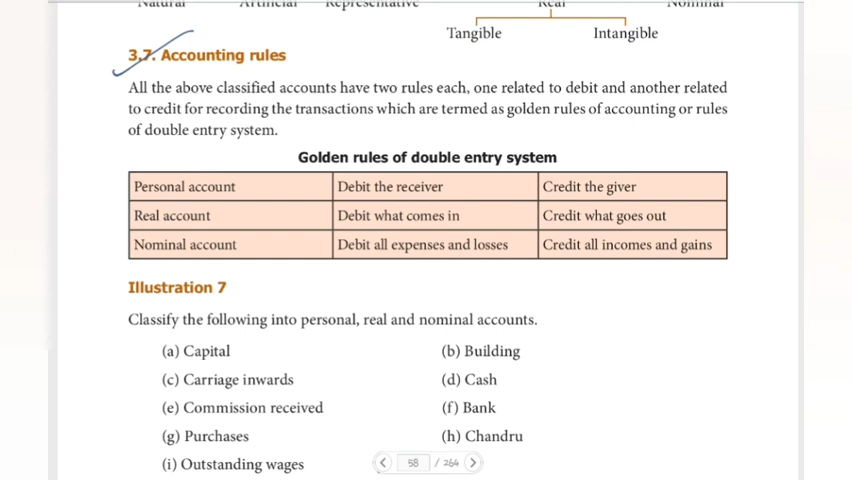 Natural Artificial Representative Real Nominal
Tangible Intangible
3.7. Accounting rules
All the above classified accounts have two rules each, one related to debit and another related
to credit for recording the transactions which are termed as golden rules of accounting or rules
of double entry system.
Golden rules of double entry system
Personal account Debit the receiver Credit the giver
Real account Debit what comes in Credit what goes out
Nominal account Debit all expenses and losses Credit all incomes and gains
Illustration 7
Classify the following into personal, real and nominal accounts.
(a) Capital (b) Building
(c) Carriage inwards (d) Cash
(e) Commission received (f) Bank
(g) Purchases (h) Chandru
(i) Outstanding wages
58 / 264